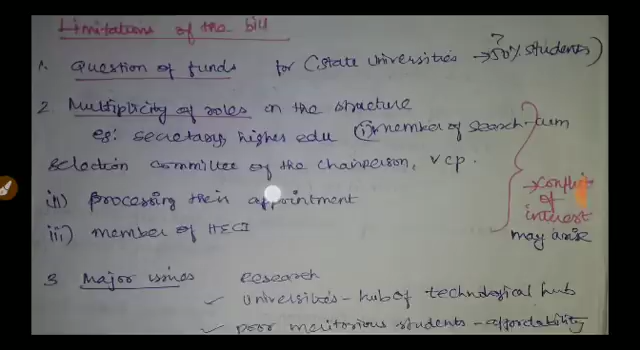 Limitations of the bill
1. Question of funds for (State universities → 50% students)
2. Multiplicity of roles in the structure
eg: secretary, higher edu (i) member of search-cum
selection committee of the chairperson, vcp.
ii) processing their appointment
iii) member of HECI
→ conflict
of
interest
may arise
3 Major issues Research
✓ universities - hub of technological hub
✓ poor meritorious students - affordability